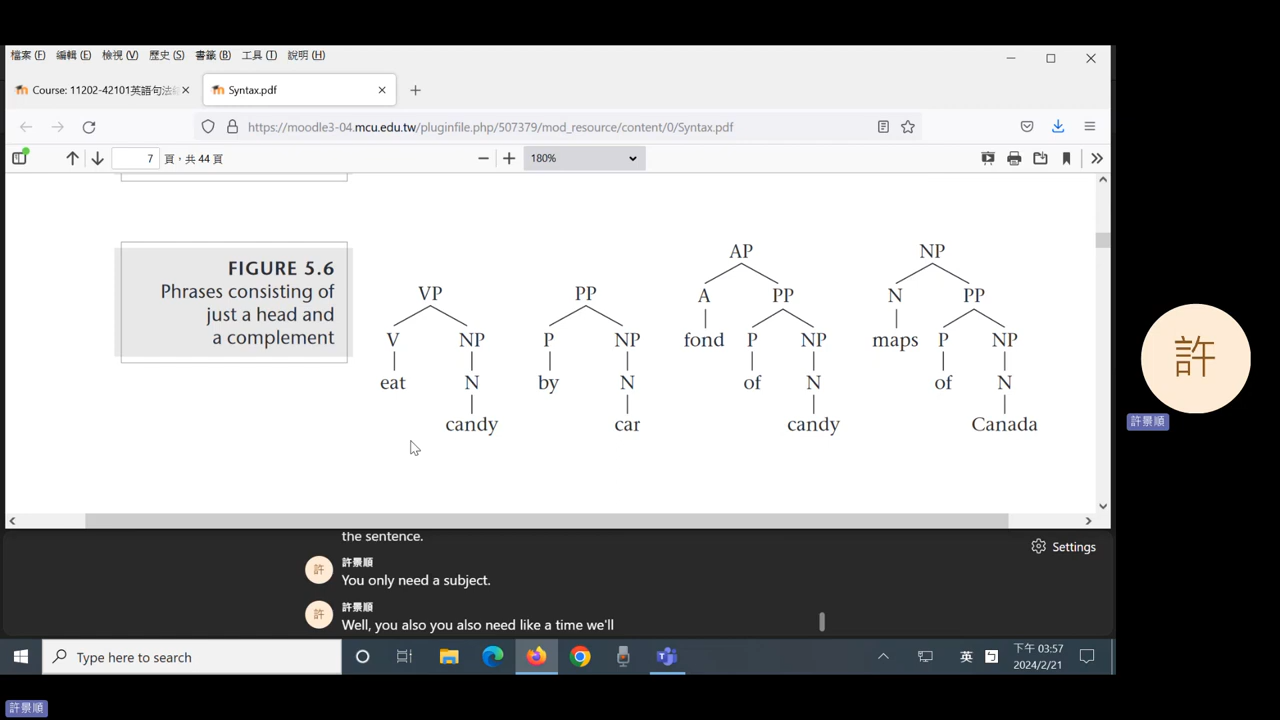 檔案 (F) 編輯 (E) 檢視 (V) 歷史 (S) 書籤 (B) 工具 (T) 說明 (H)
Course: 11202-42101英語句法 Syntax.pdf
https://moodle3-04.mcu.edu.tw/pluginfile.php/507379/mod_resource/content/0/Syntax.pdf
7 頁,共 44 頁 180%
FIGURE 5.6
Phrases consisting of
just a head and
a complement
VP
V NP
eat N
candy
PP
P NP
by N
car
AP
A PP
fond P NP
of N
candy
NP
N PP
maps P NP
of N
Canada
the sentence.
許景順
許 You only need a subject.
許景順
許 Well, you also you also need like a time we'll
Settings
許
許景順
Type here to search
英
下午 03:57
2024/2/21
許景順